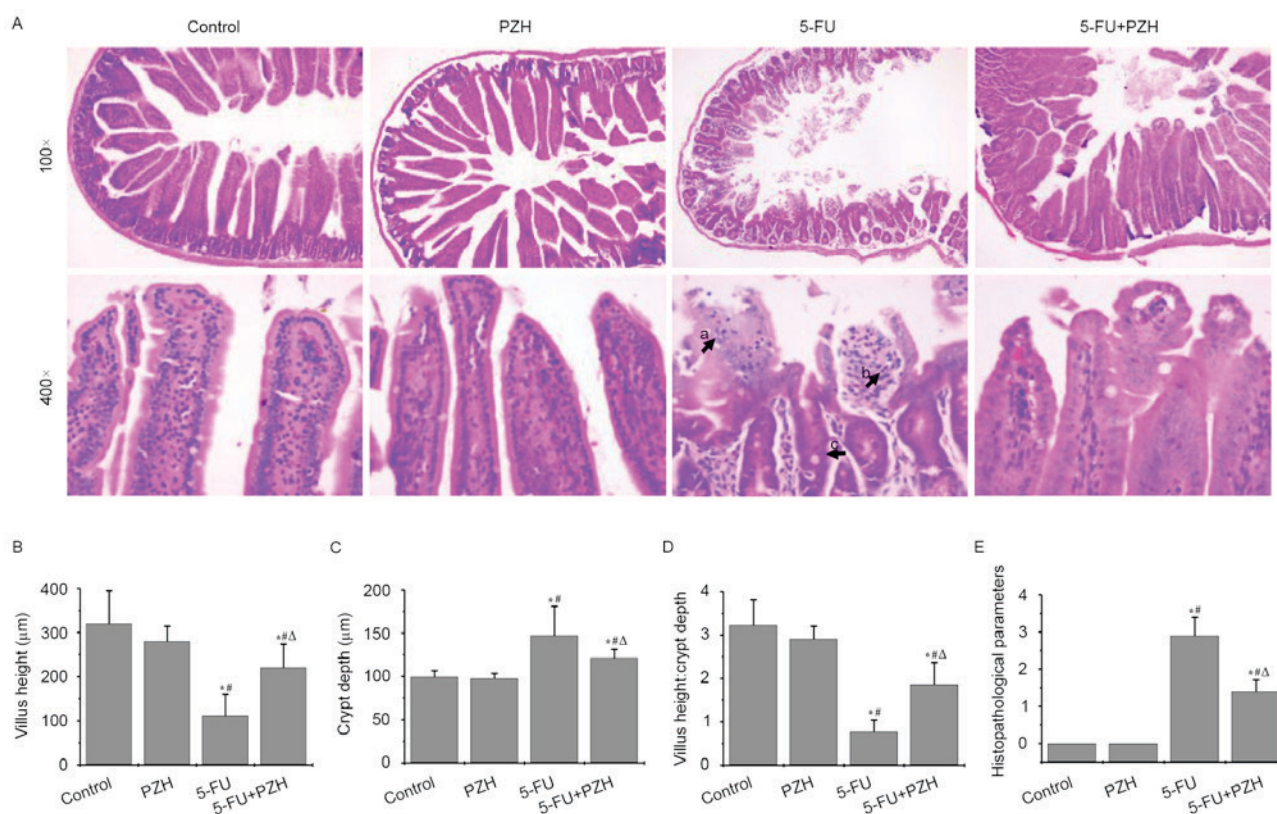 A
Control
PZH
5-FU
5-FU+PZH
100×
400×
a
b
c
B
Villus height (μm)
400
300
200
100
0
*#
*#Δ
Control
PZH
5-FU
5-FU+PZH
C
Crypt depth (μm)
200
150
100
50
0
*#
*#Δ
Control
PZH
5-FU
5-FU+PZH
D
Villus height:crypt depth
4
3
2
1
0
*#
*#Δ
Control
PZH
5-FU
5-FU+PZH
E
Histopathological parameters
4
3
2
1
0
*#
*#Δ
Control
PZH
5-FU
5-FU+PZH